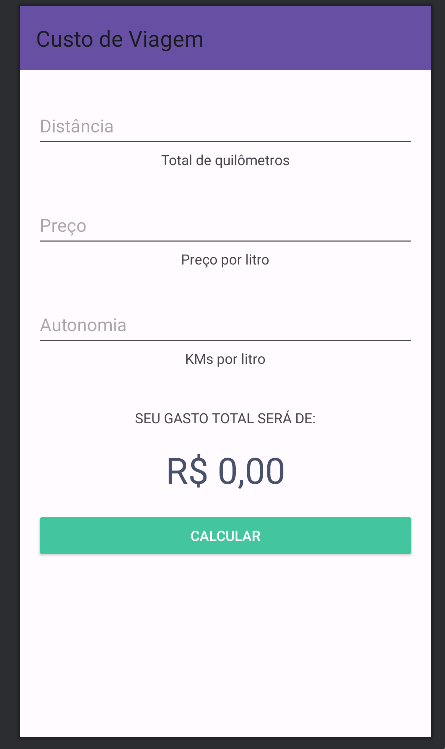 Custo de Viagem
Distância
Total de quilômetros
Preço
Preço por litro
Autonomia
KMs por litro
SEU GASTO TOTAL SERÁ DE:
R$ 0,00
CALCULAR